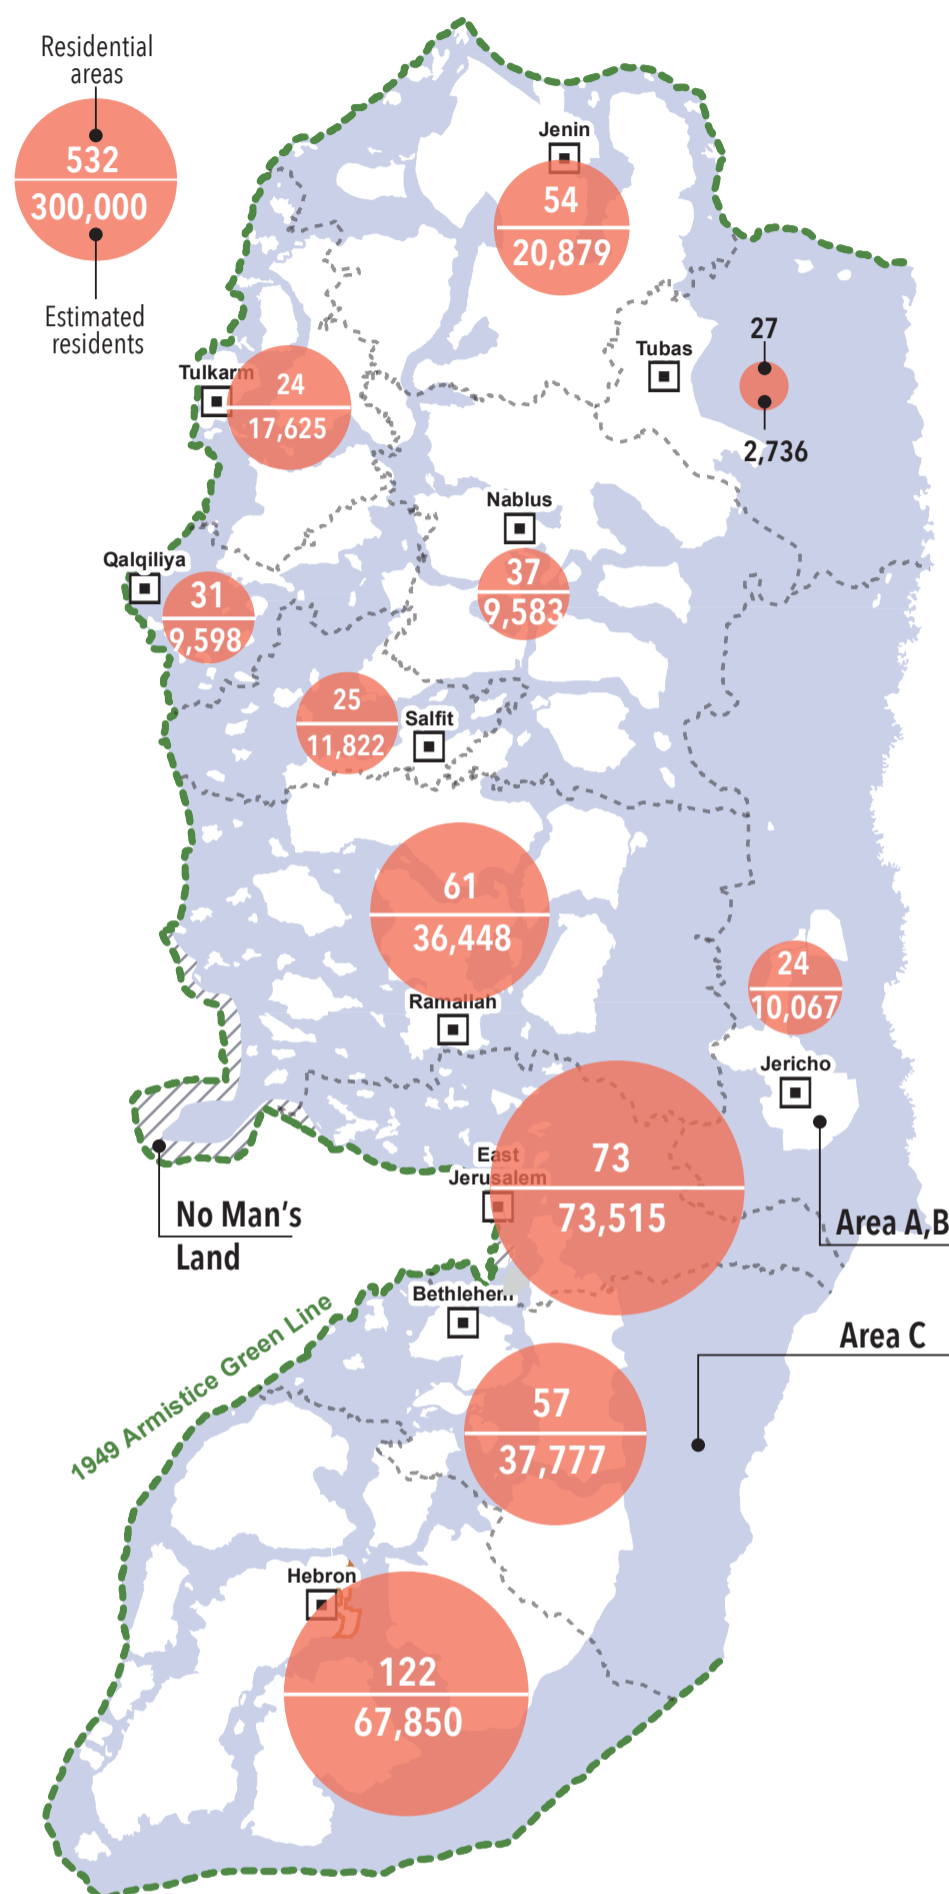 Residential
areas
532
300,000
Estimated
residents
Jenin
54
20,879
Tubas
27
2,736
Tulkarm
24
17,625
Nablus
37
9,583
Qalqiliya
31
9,598
25
11,822
Salfit
61
36,448
Ramallah
24
10,067
Jericho
East
Jerusalem
73
73,515
No Man's
Land
Area A,B
Bethlehem
Area C
1949 Armistice Green Line
57
37,777
Hebron
122
67,850